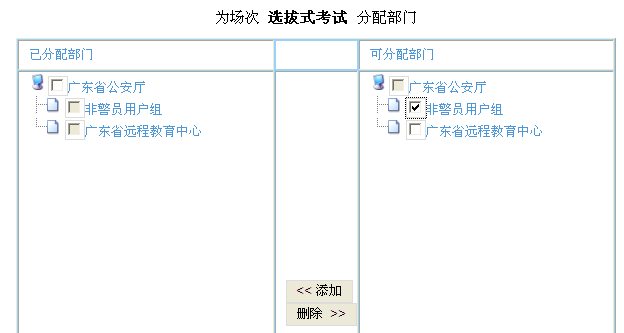 为场次 选拔式考试 分配部门
已分配部门 可分配部门
广东省公安厅 广东省公安厅
非警员用户组 非警员用户组
广东省远程教育中心 广东省远程教育中心
<< 添加
删除 >>